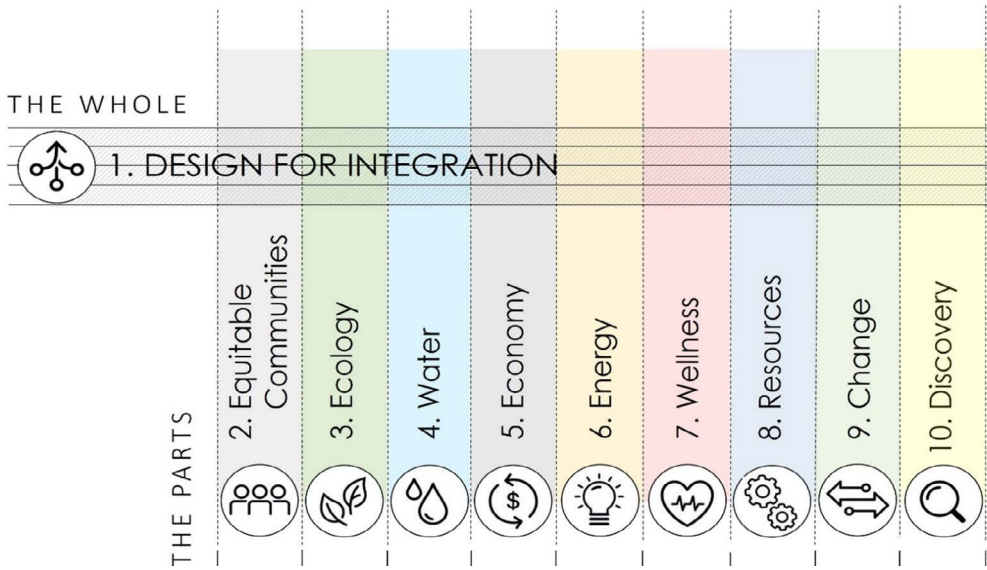 THE WHOLE
1. DESIGN FOR INTEGRATION
THE PARTS
2. Equitable
Communities
3. Ecology
4. Water
5. Economy
6. Energy
7. Wellness
8. Resources
9. Change
10. Discovery
$